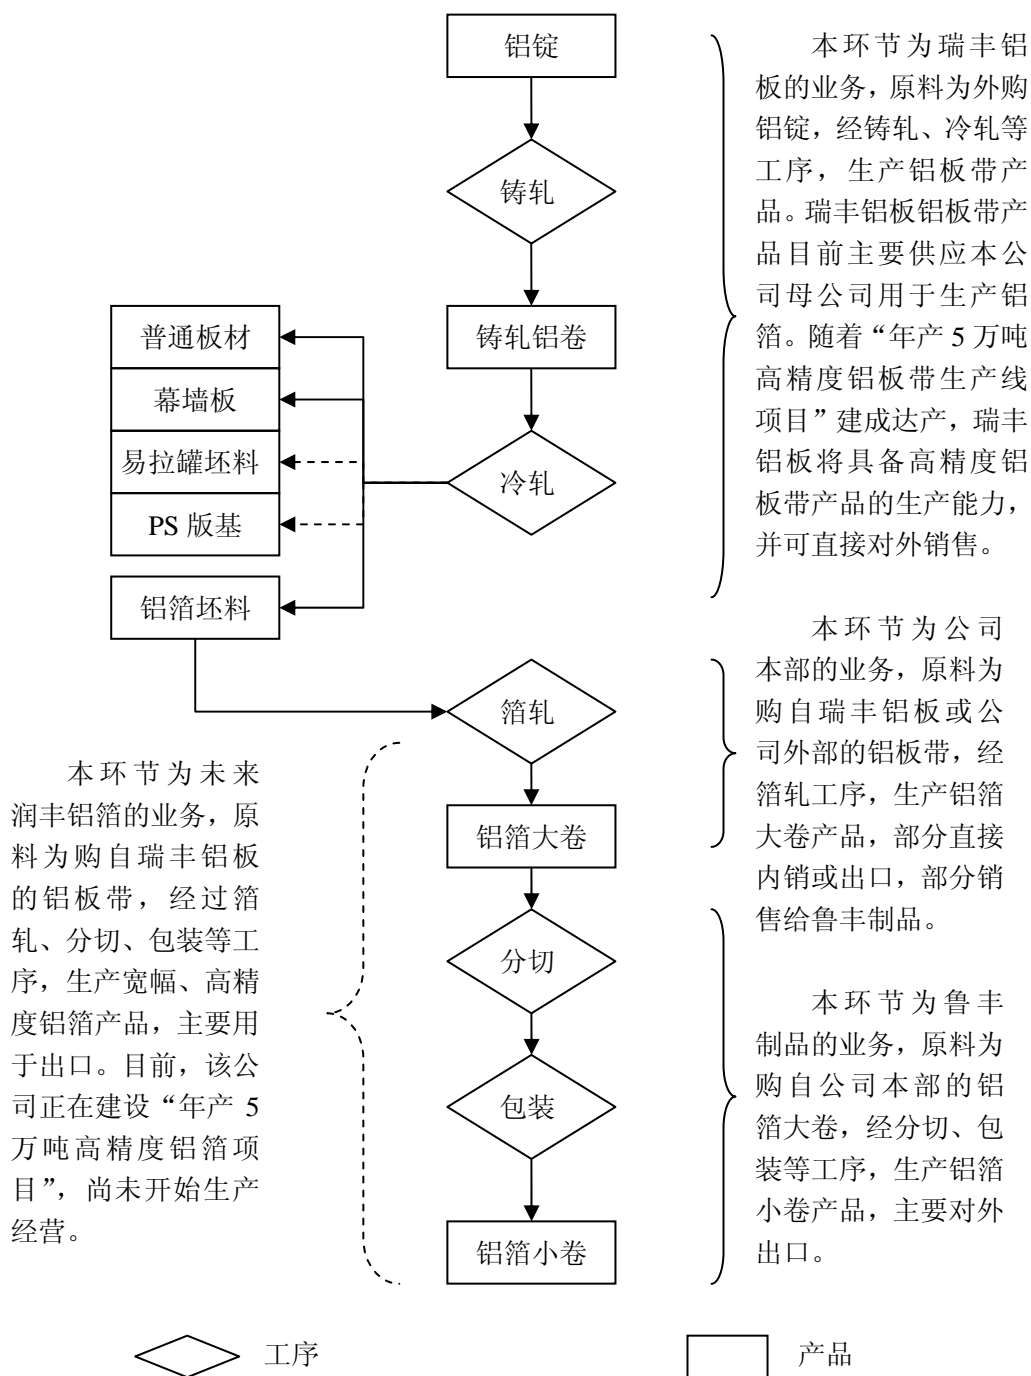 铝锭
铸轧
铸轧铝卷
冷轧
普通板材
幕墙板
易拉罐坯料
PS 版基
铝箔坯料
箔轧
铝箔大卷
分切
包装
铝箔小卷
本环节为瑞丰铝
板的业务，原料为外购
铝锭，经铸轧、冷轧等
工序，生产铝板带产
品。瑞丰铝板铝板带产
品目前主要供应本公
司母公司用于生产铝
箔。随着“年产 5 万吨
高精度铝板带生产线
项目”建成达产，瑞丰
铝板将具备高精度铝
板带产品的生产能力，
并可直接对外销售。
本环节为公司
本部的业务，原料为
购自瑞丰铝板或公
司外部的铝板带，经
箔轧工序，生产铝箔
大卷产品，部分直接
内销或出口，部分销
售给鲁丰制品。
本环节为鲁丰
制品的业务，原料为
购自公司本部的铝
箔大卷，经分切、包
装等工序，生产铝箔
小卷产品，主要对外
出口。
本环节为未来
润丰铝箔的业务，原
料为购自瑞丰铝板
的铝板带，经过箔
轧、分切、包装等工
序，生产宽幅、高精
度铝箔产品，主要用
于出口。目前，该公
司正在建设“年产 5
万吨高精度铝箔项
目”，尚未开始生产
经营。
工序
产品